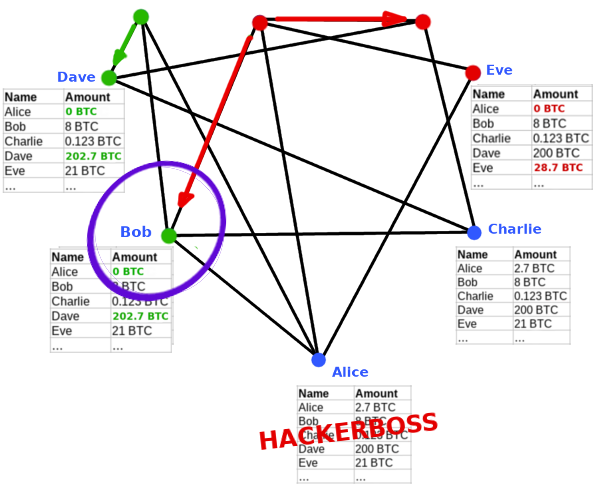 Dave
Name Amount
Alice 0 BTC
Bob 8 BTC
Charlie 0.123 BTC
Dave 202.7 BTC
Eve 21 BTC
... ...
Eve
Name Amount
Alice 0 BTC
Bob 8 BTC
Charlie 0.123 BTC
Dave 200 BTC
Eve 28.7 BTC
... ...
Bob
Name Amount
Alice 0 BTC
Bob 8 BTC
Charlie 0.123 BTC
Dave 202.7 BTC
Eve 21 BTC
... ...
Charlie
Name Amount
Alice 2.7 BTC
Bob 8 BTC
Charlie 0.123 BTC
Dave 200 BTC
Eve 21 BTC
... ...
Alice
Name Amount
Alice 2.7 BTC
Bob 8 BTC
Charlie 0.123 BTC
HACKERBOSS
Dave 200 BTC
Eve 21 BTC
... ...